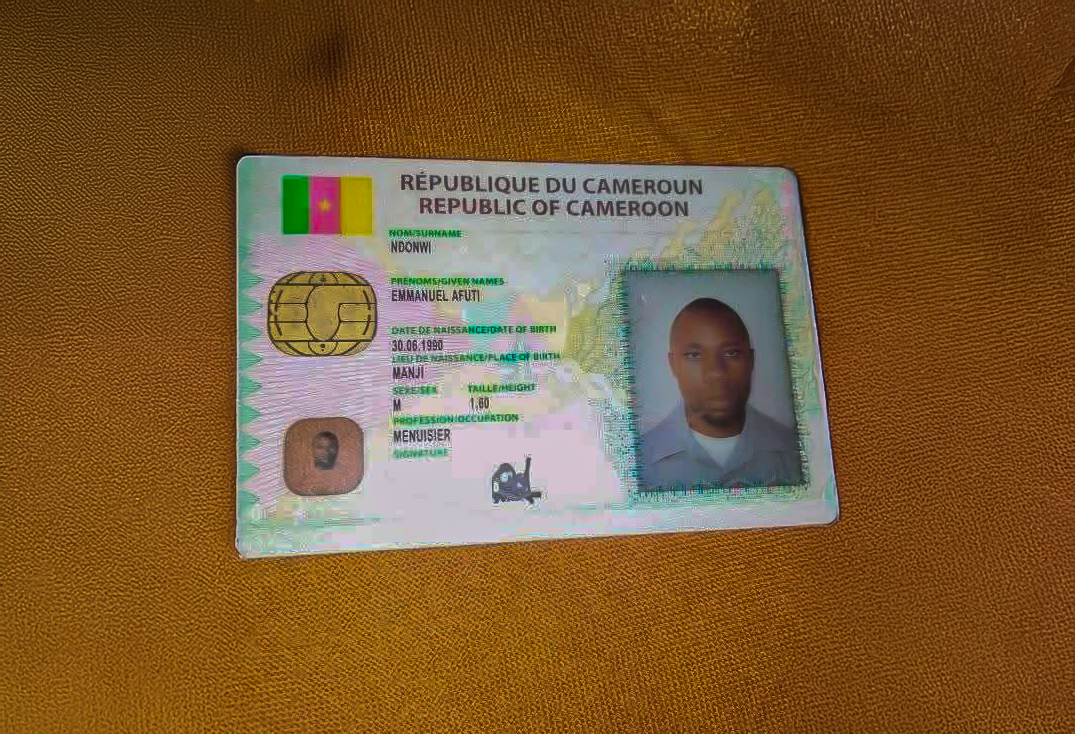 RÉPUBLIQUE DU CAMEROUN
REPUBLIC OF CAMEROON
NOM/SURNAME
NDONWI
PRENOMS/GIVEN NAMES
EMMANUEL AFUTI
DATE DE NAISSANCE/DATE OF BIRTH
30.06.1990
LIEU DE NAISSANCE/PLACE OF BIRTH
MANJI
SEXE/SEX TAILLE/HEIGHT
M 1,60
PROFESSION/OCCUPATION
MENUISIER
SIGNATURE